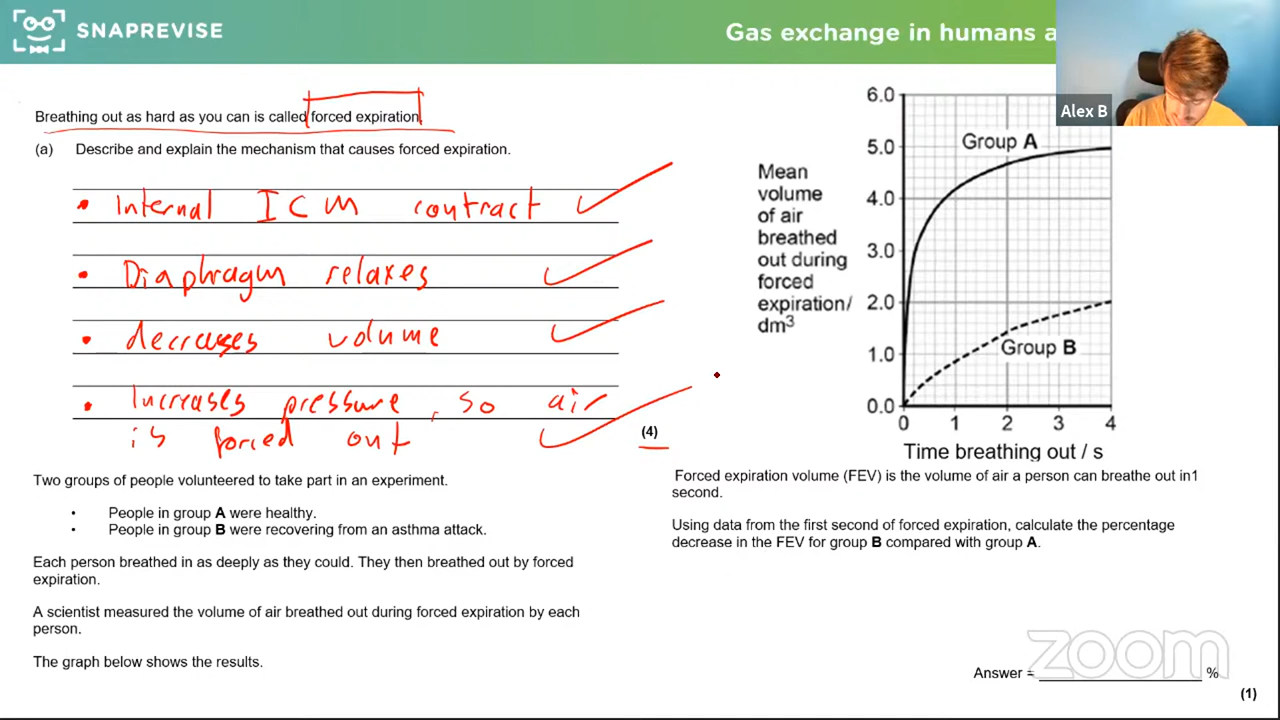 SNAPREVISE
Gas exchange in humans a
Alex B
Breathing out as hard as you can is called forced expiration.
(a) Describe and explain the mechanism that causes forced expiration.
• Internal ICM contract
• Diaphragm relaxes
• decreases volume
• Increases pressure, so air
is forced out
(4)
Two groups of people volunteered to take part in an experiment.
• People in group A were healthy.
• People in group B were recovering from an asthma attack.
Each person breathed in as deeply as they could. They then breathed out by forced
expiration.
A scientist measured the volume of air breathed out during forced expiration by each
person.
The graph below shows the results.
Mean
volume
of air
breathed
out during
forced
expiration/
dm³
6.0
5.0
4.0
3.0
2.0
1.0
0.0
Group A
Group B
0 1 2 3 4
Time breathing out / s
Forced expiration volume (FEV) is the volume of air a person can breathe out in1
second.
Using data from the first second of forced expiration, calculate the percentage
decrease in the FEV for group B compared with group A.
zoom
Answer = %
(1)